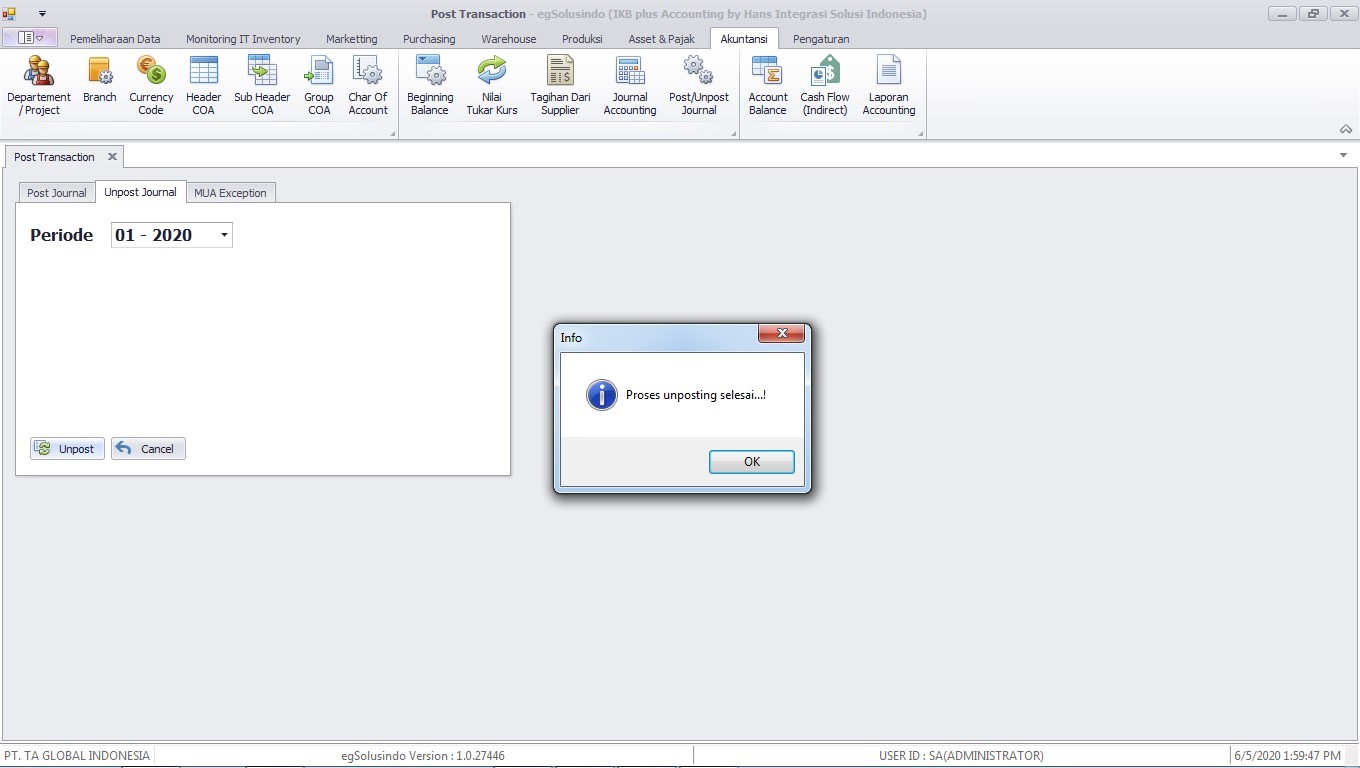 Post Transaction - egSolusindo (IKB plus Accounting by Hans Integrasi Solusi Indonesia)
Pemeliharaan Data Monitoring IT Inventory Marketting Purchasing Warehouse Produksi Asset & Pajak Akuntansi Pengaturan
Departement / Project
Branch
Currency Code
Header COA
Sub Header COA
Group COA
Char Of Account
Beginning Balance
Nilai Tukar Kurs
Tagihan Dari Supplier
Journal Accounting
Post/Unpost Journal
Account Balance
Cash Flow (Indirect)
Laporan Accounting
Post Transaction
Post Journal Unpost Journal MUA Exception
Periode 01 - 2020
Info
Proses unposting selesai...!
OK
Unpost Cancel
PT. TA GLOBAL INDONESIA egSolusindo Version : 1.0.27446 USER ID : SA(ADMINISTRATOR) 6/5/2020 1:59:47 PM